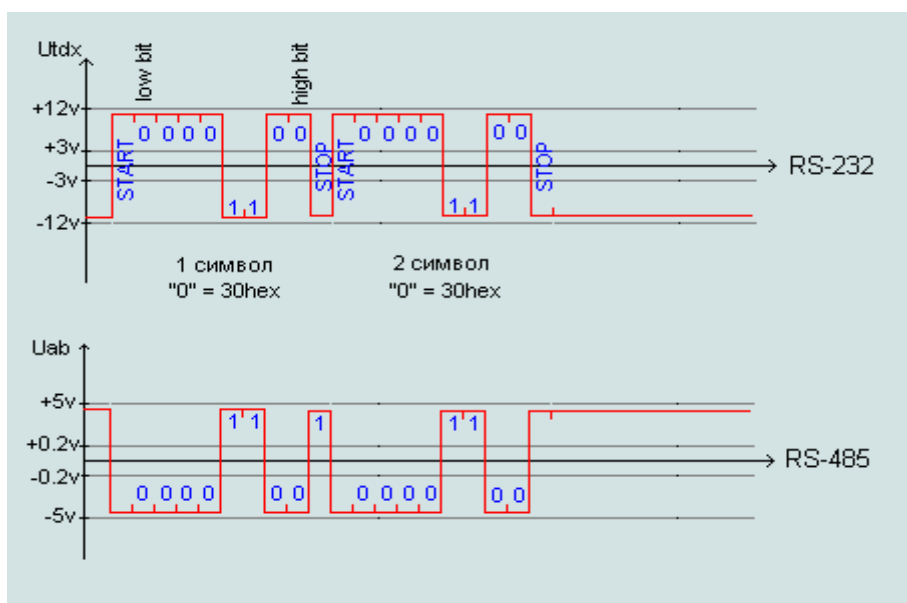 Utdx
low bit
high bit
+12v
0 0 0 0
0 0
0 0 0 0
0 0
+3v
START
STOP
START
STOP
RS-232
-3v
1 1
1 1
-12v
1 символ
"0" = 30hex
2 символ
"0" = 30hex
Uab
+5v
1 1
1
1 1
+0.2v
RS-485
-0.2v
0 0 0 0
0 0
0 0 0 0
0 0
-5v